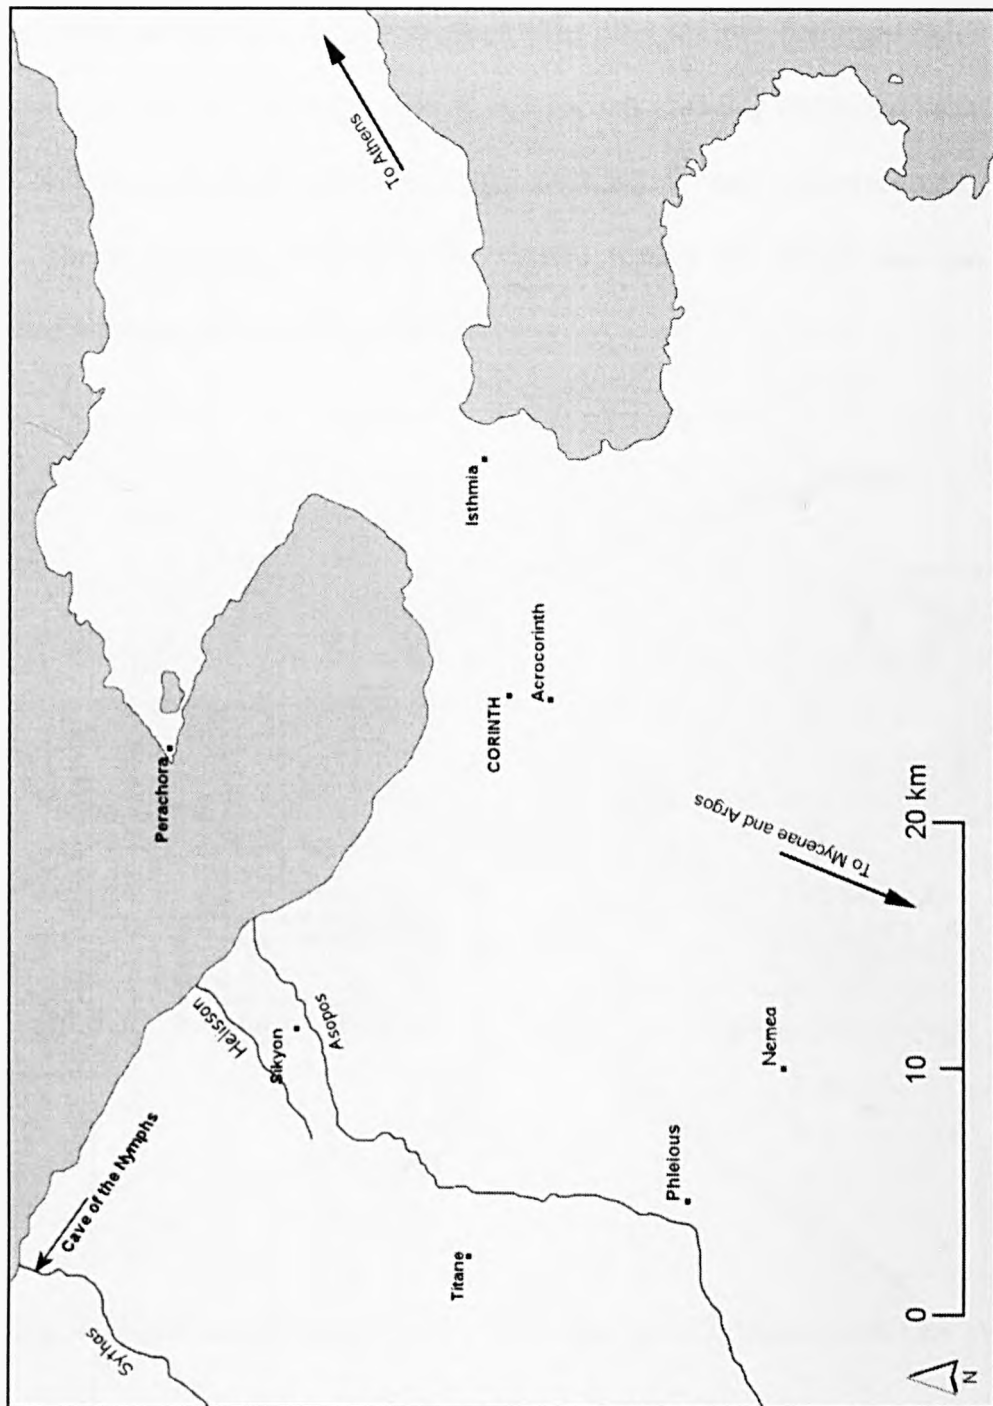 To Athens
Isthmia
Perachora
CORINTH
Acrocorinth
To Mycenae and Argos
Cave of the Nymphs
Helisson
Sikyon
Asopos
Sythas
Titane
Phleious
Nemea
0
10
20 km
N